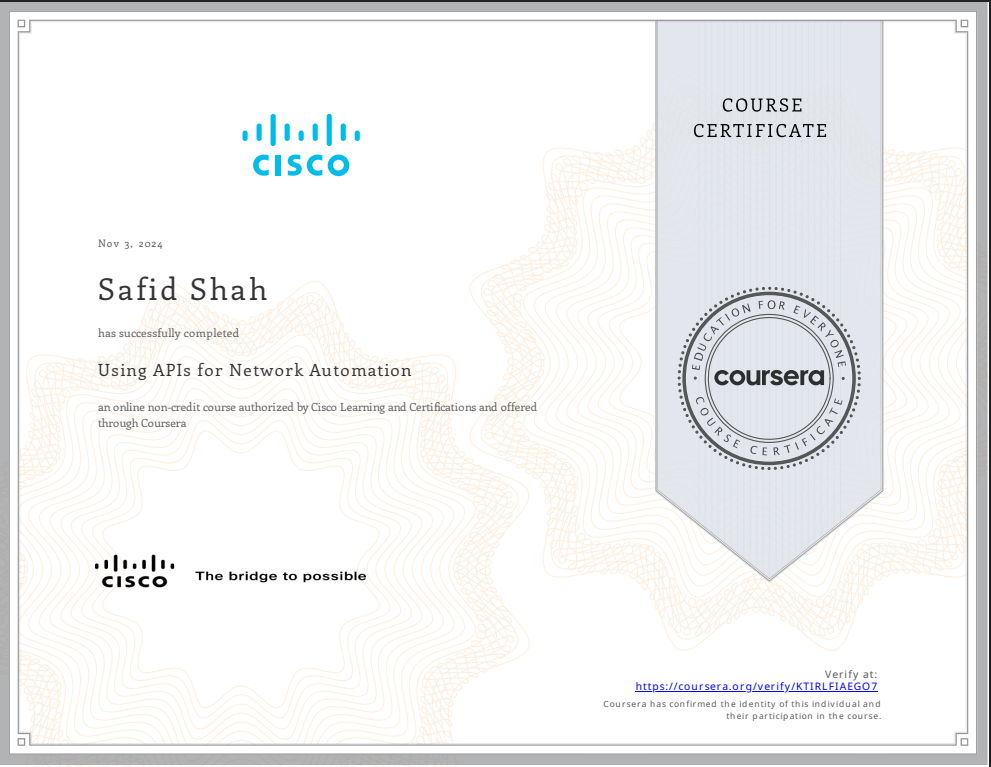 COURSE
CERTIFICATE
CISCO
Nov 3, 2024
Safid Shah
has successfully completed
Using APIs for Network Automation
an online non-credit course authorized by Cisco Learning and Certifications and offered
through Coursera
EDUCATION FOR EVERYONE
coursera
COURSE CERTIFICATE
CISCO
The bridge to possible
Verify at:
https://coursera.org/verify/KTIRLFIAEGO7
Coursera has confirmed the identity of this individual and
their participation in the course.